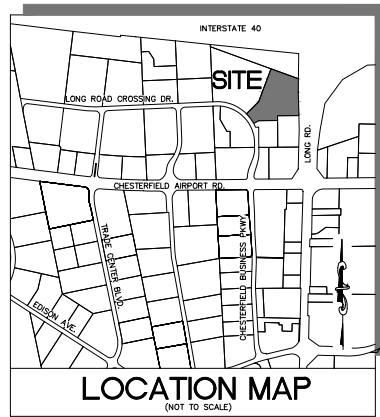 INTERSTATE 40
SITE
LONG ROAD CROSSING DR.
LONG RD.
CHESTERFIELD AIRPORT RD.
TRADE CENTER BLVD.
CHESTERFIELD BUSINESS PKWY.
EDISON AVE.
LOCATION MAP
(NOT TO SCALE)